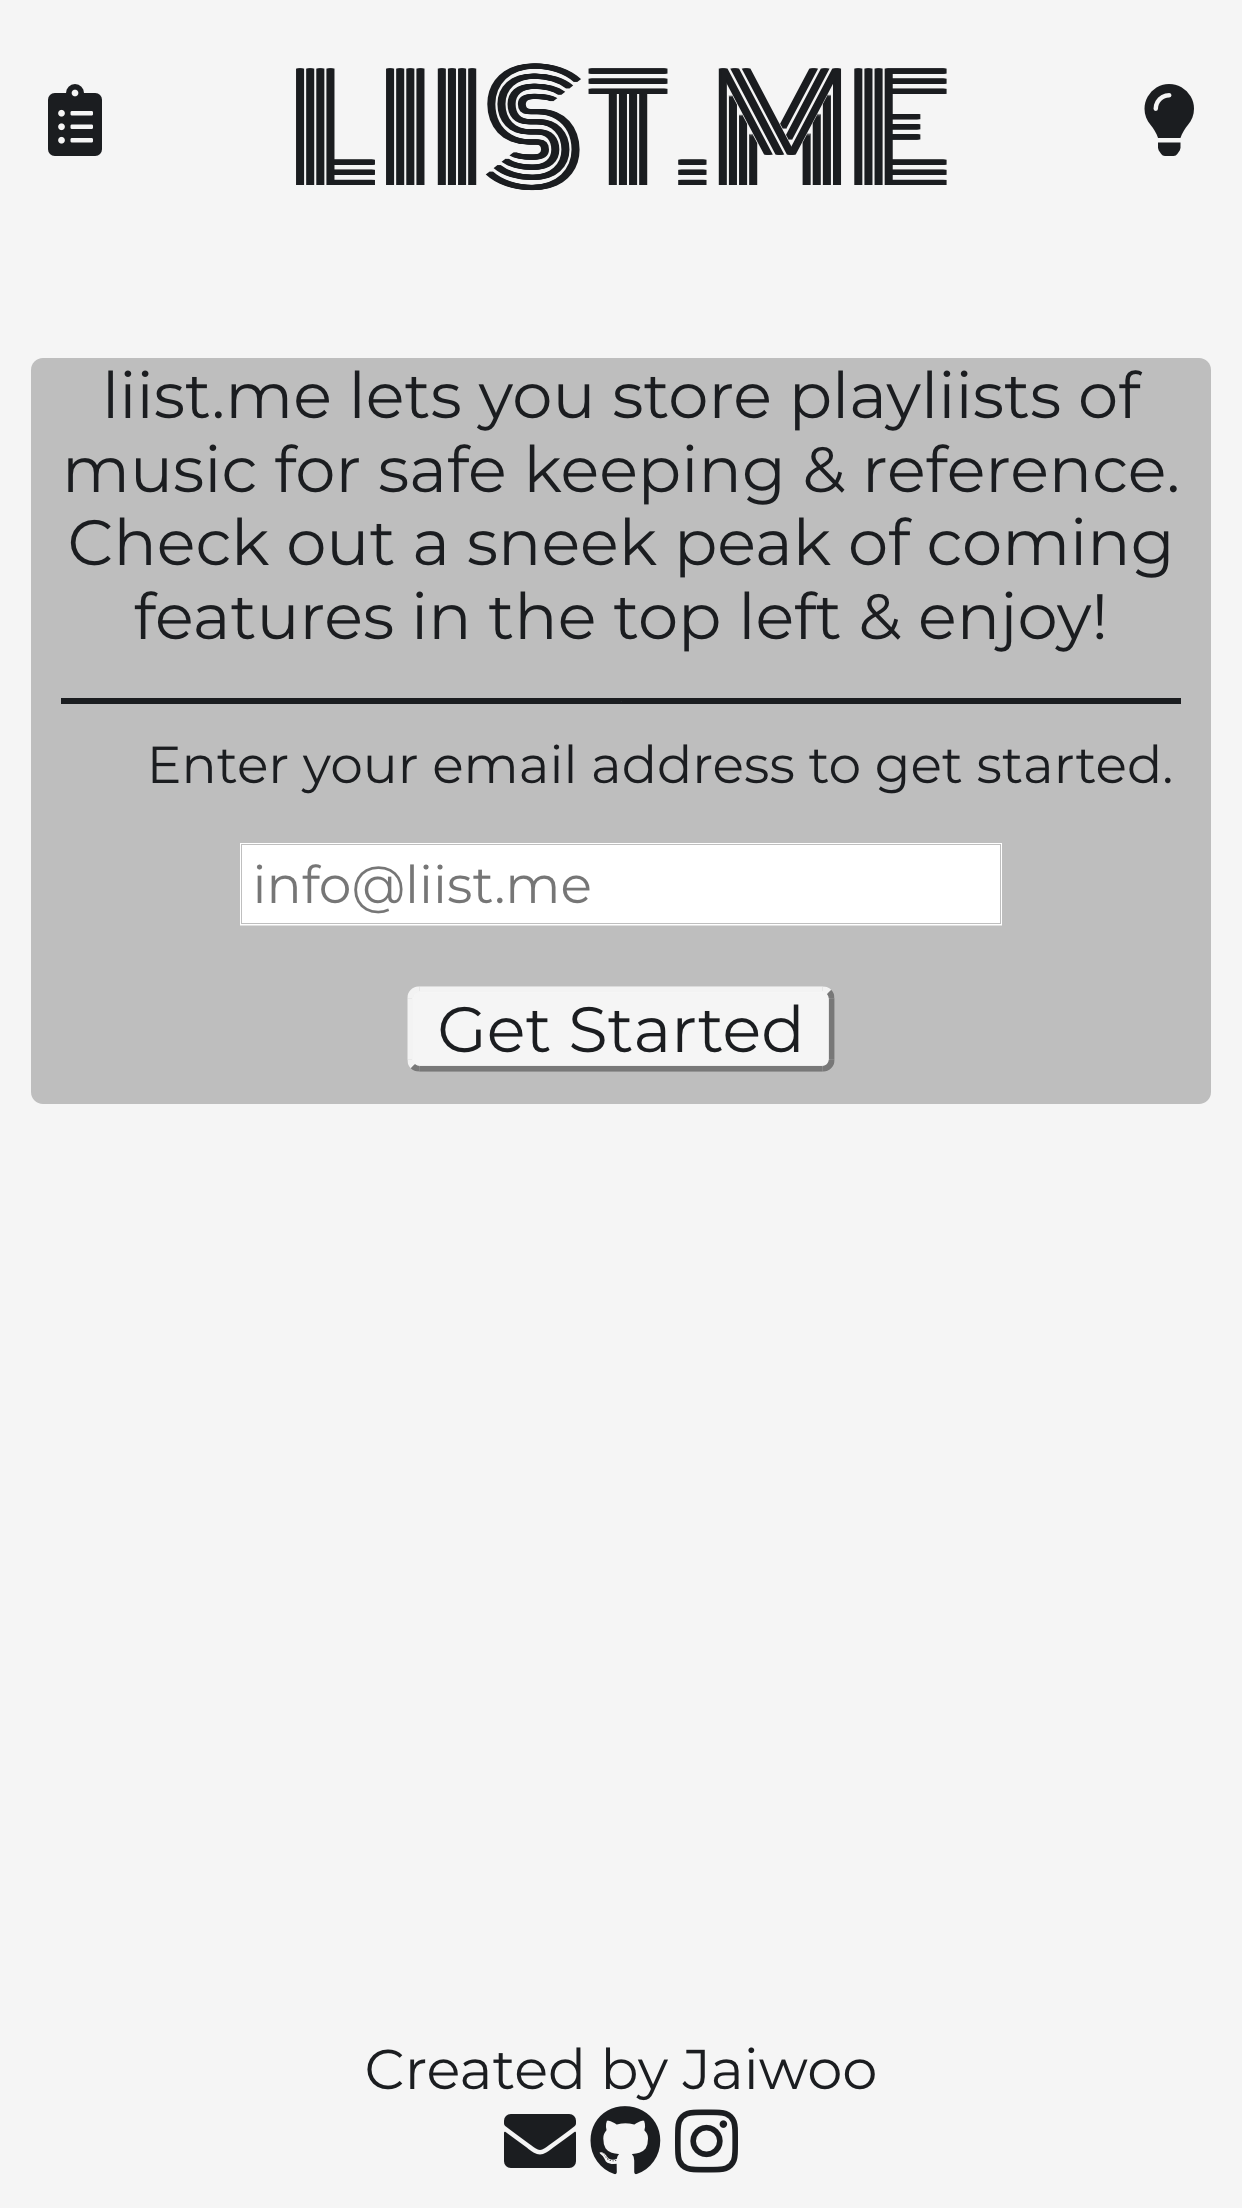 LIIST.ME
liist.me lets you store playliists of
music for safe keeping & reference.
Check out a sneek peak of coming
features in the top left & enjoy!
Enter your email address to get started.
info@liist.me
Get Started
Created by Jaiwoo